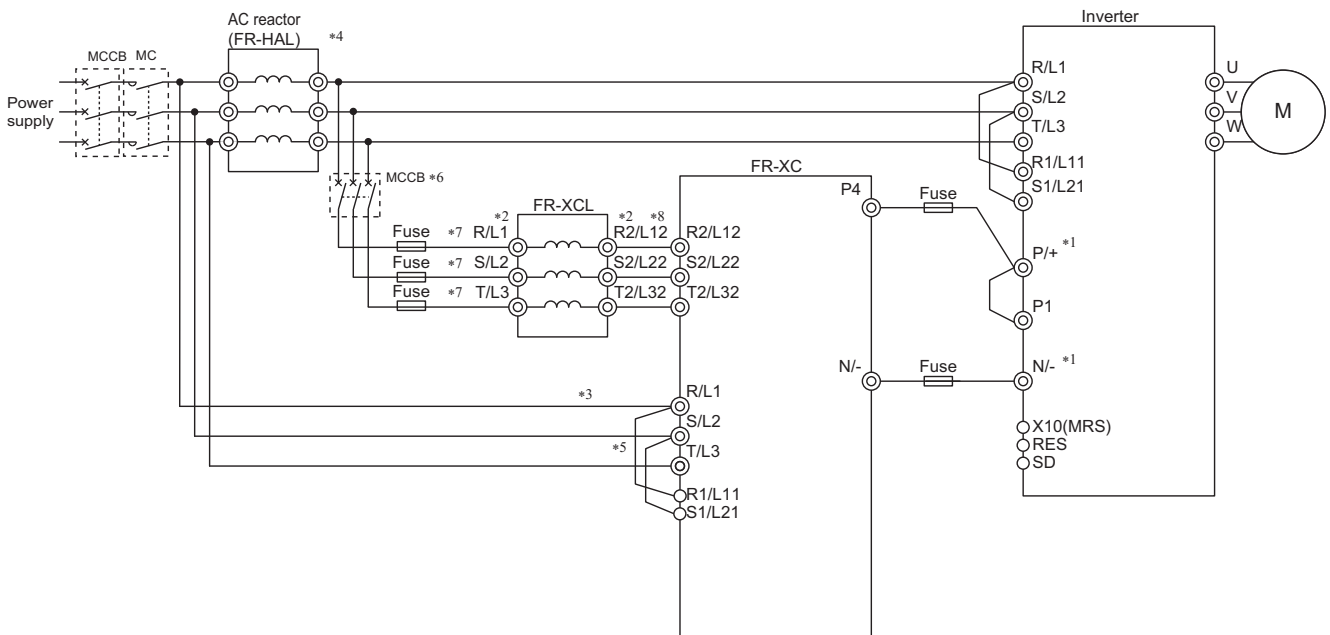 AC reactor
(FR-HAL) *4
Inverter
MCCB MC
R/L1
U
Power
supply
S/L2
V
M
T/L3
W
FR-XC
R1/L11
MCCB *6
P4
Fuse
S1/L21
*2 FR-XCL *2 *8
Fuse *7 R/L1 R2/L12 R2/L12
P/+ *1
Fuse *7 S/L2 S2/L22 S2/L22
Fuse *7 T/L3 T2/L32 T2/L32
P1
N/- Fuse N/- *1
*3 R/L1
S/L2
X10(MRS)
*5 T/L3
RES
SD
R1/L11
S1/L21